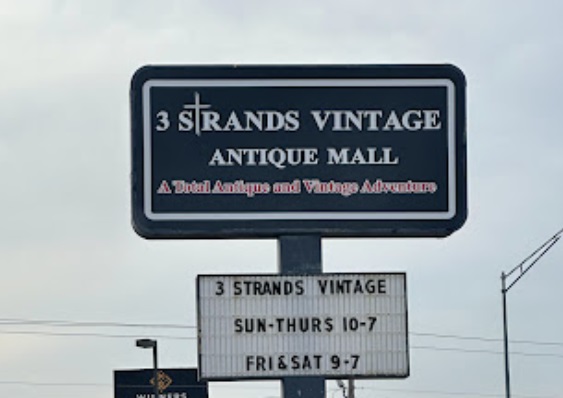 3 STRANDS VINTAGE
ANTIQUE MALL
A Total Antique and Vintage Adventure
3 STRANDS VINTAGE
SUN-THURS 10-7
FRI&SAT 9-7